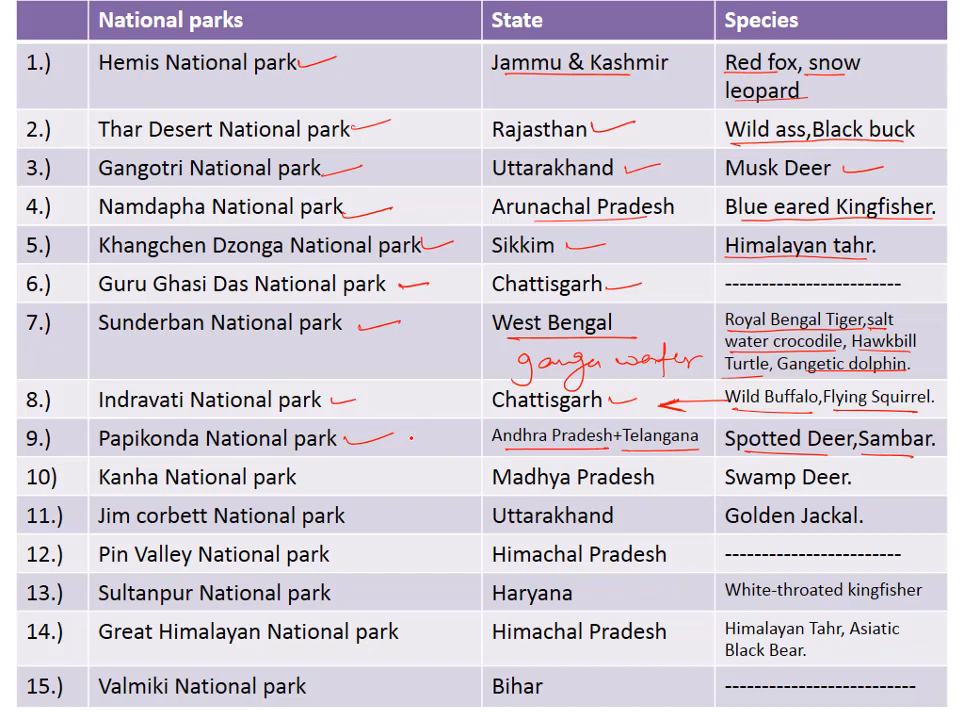 National parks State Species
1.) Hemis National park Jammu & Kashmir Red fox, snow
leopard
2.) Thar Desert National park Rajasthan Wild ass,Black buck
3.) Gangotri National park Uttarakhand Musk Deer
4.) Namdapha National park Arunachal Pradesh Blue eared Kingfisher.
5.) Khangchen Dzonga National park Sikkim Himalayan tahr.
6.) Guru Ghasi Das National park Chattisgarh ------------------------
7.) Sunderban National park West Bengal Royal Bengal Tiger,salt
water crocodile, Hawkbill
Turtle, Gangetic dolphin.
ganga water
8.) Indravati National park Chattisgarh Wild Buffalo,Flying Squirrel.
9.) Papikonda National park Andhra Pradesh+Telangana Spotted Deer,Sambar.
10) Kanha National park Madhya Pradesh Swamp Deer.
11.) Jim corbett National park Uttarakhand Golden Jackal.
12.) Pin Valley National park Himachal Pradesh ------------------------
13.) Sultanpur National park Haryana White-throated kingfisher
14.) Great Himalayan National park Himachal Pradesh Himalayan Tahr, Asiatic
Black Bear.
15.) Valmiki National park Bihar --------------------------